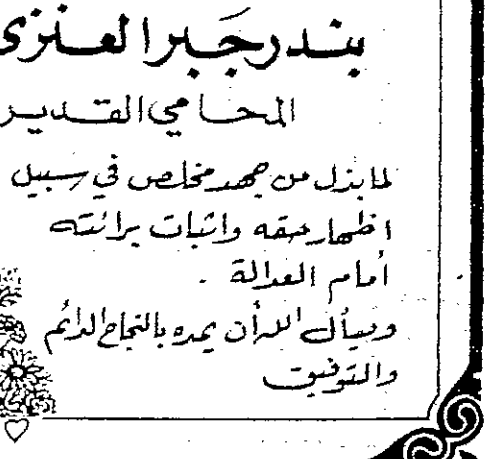 بندر جبر العنزي
المحامي القدير
لما بذل من جهد مخلص في سبيل
اظهار حقه واثبات برائته
أمام العدالة .
ويسأل الله أن يمده بالنجاح الدائم
والتوفيق